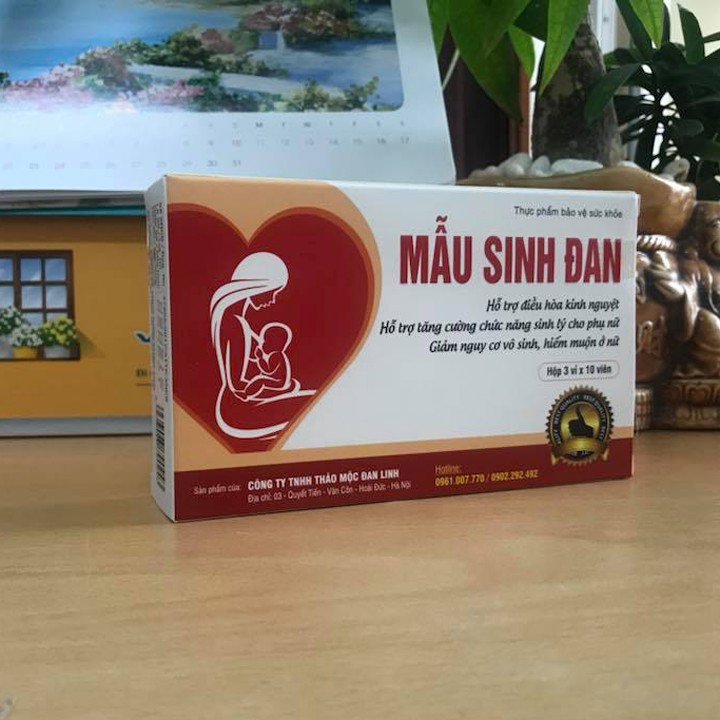 Thực phẩm bảo vệ sức khỏe
MẪU SINH ĐAN
Hỗ trợ điều hòa kinh nguyệt
Hỗ trợ tăng cường chức năng sinh lý cho phụ nữ
Giảm nguy cơ vô sinh, hiếm muộn ở nữ
Hộp 3 vỉ x 10 viên
Sản phẩm của: CÔNG TY TNHH THẢO MỘC ĐAN LINH
Địa chỉ: 03 - Quyết Tiến - Vân Côn - Hoài Đức - Hà Nội
Hotline:
0961.007.770 / 0902.292.492